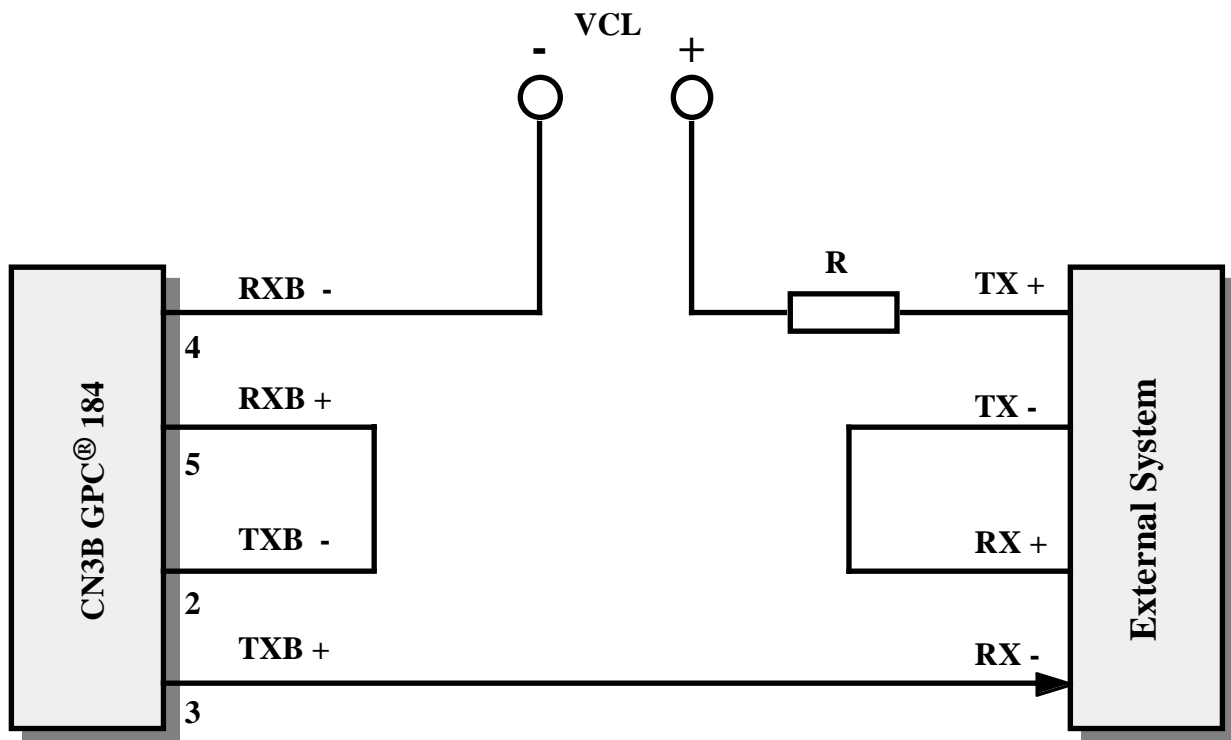 VCL
- +
R
RXB - TX +
4
RXB + TX -
5
TXB - RX +
2
TXB + RX -
3
CN3B GPC® 184
External System